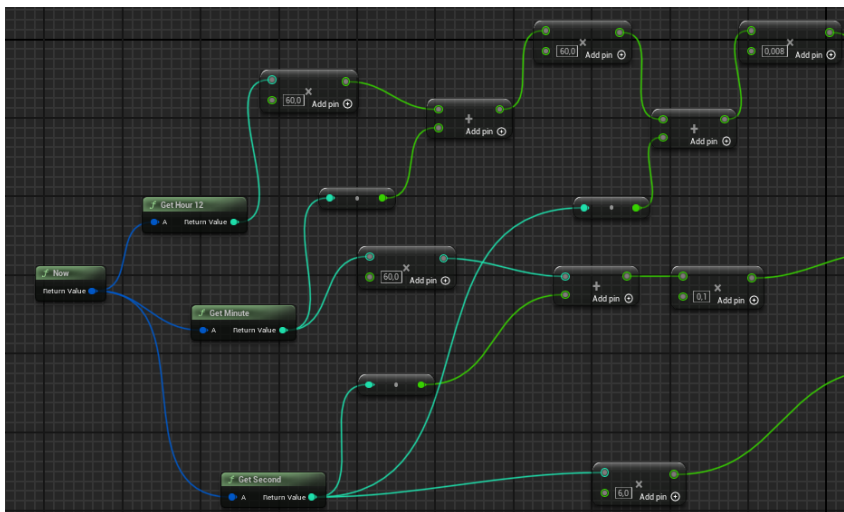 60,0
×
Add pin
0,008
×
Add pin
×
60,0
Add pin
+
Add pin
+
Add pin
f Get Hour 12
A
Return Value
×
60,0
Add pin
f Now
Return Value
+
Add pin
×
0,1
Add pin
f Get Minute
A
Return Value
f Get Second
A
Return Value
×
6,0
Add pin